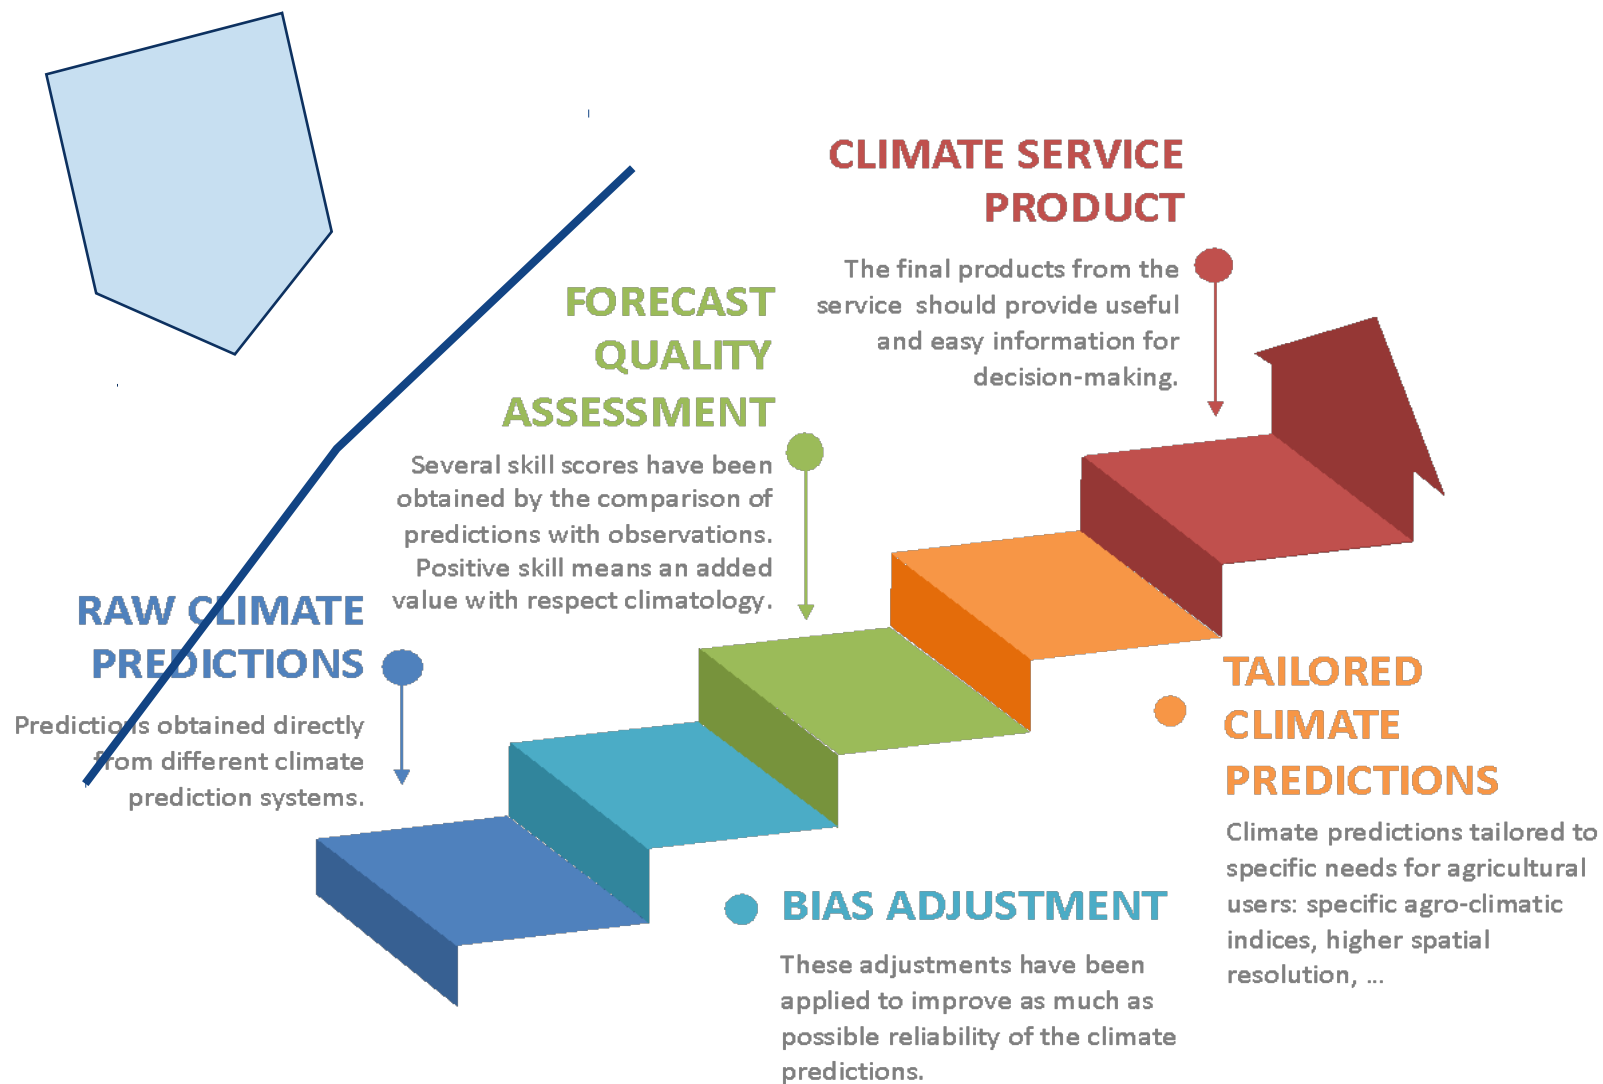 CLIMATE SERVICE
PRODUCT
The final products from the
service should provide useful
and easy information for
decision-making.
FORECAST
QUALITY
ASSESSMENT
Several skill scores have been
obtained by the comparison of
predictions with observations.
Positive skill means an added
value with respect climatology.
RAW CLIMATE
PREDICTIONS
Predictions obtained directly
from different climate
prediction systems.
TAILORED
CLIMATE
PREDICTIONS
Climate predictions tailored to
specific needs for agricultural
users: specific agro-climatic
indices, higher spatial
resolution, ...
BIAS ADJUSTMENT
These adjustments have been
applied to improve as much as
possible reliability of the climate
predictions.